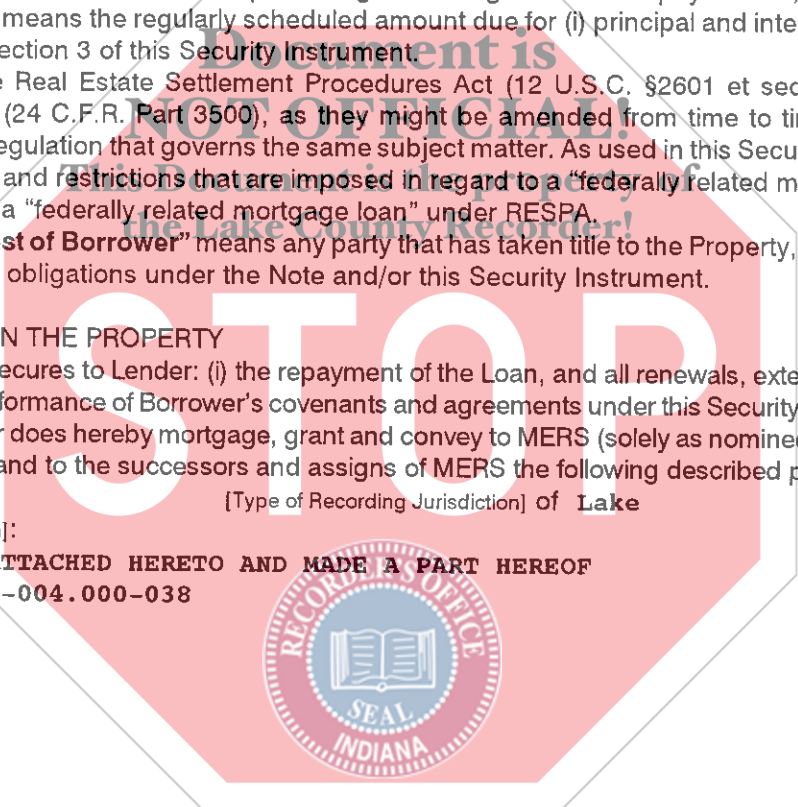 means the regularly scheduled amount due for (i) principal and inte
ection 3 of this Security Instrument.
Document is
Real Estate Settlement Procedures Act (12 U.S.C. §2601 et sec
(24 C.F.R. Part 3500), as they might be amended from time to ti
NOT OFFICIAL!
egulation that governs the same subject matter. As used in this Secu
and restrictions that are imposed in regard to a “federally related m
This Document is the property of
a “federally related mortgage loan” under RESPA.
the Lake County Recorder!
st of Borrower” means any party that has taken title to the Property,
obligations under the Note and/or this Security Instrument.
STOP
N THE PROPERTY
ecures to Lender: (i) the repayment of the Loan, and all renewals, exte
formance of Borrower's covenants and agreements under this Security
does hereby mortgage, grant and convey to MERS (solely as nomine
and to the successors and assigns of MERS the following described p
[Type of Recording Jurisdiction] of Lake
]:
TTACHED HERETO AND MADE A PART HEREOF
-004.000-038
RECORDER'S OFFICE
SEAL
INDIANA